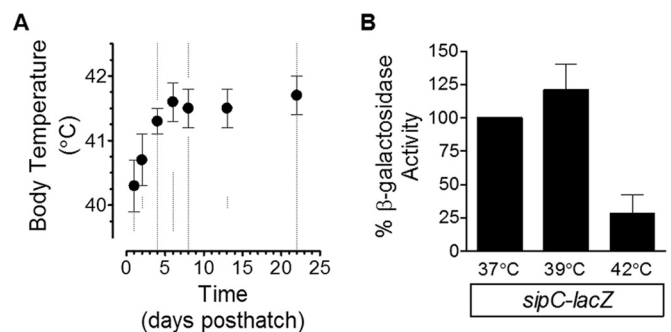 A
Body Temperature
(°C)
42
41
40
0 5 10 15 20 25
Time
(days posthatch)
B
% β-galactosidase
Activity
150
125
100
75
50
25
0
37°C 39°C 42°C
sipC-lacZ